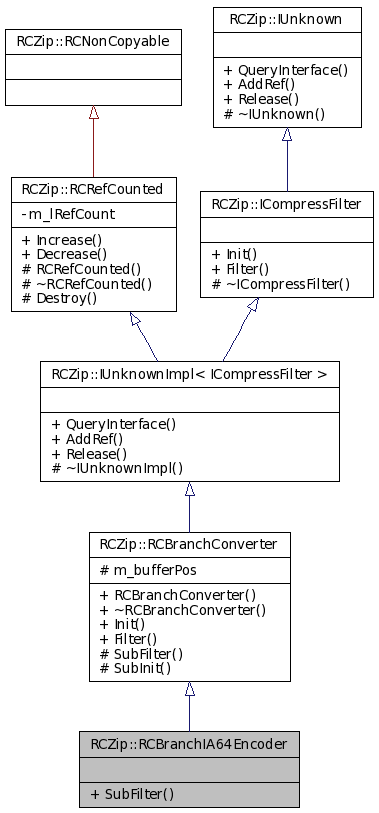 RCZip::RCNonCopyable
RCZip::IUnknown
+ QueryInterface()
+ AddRef()
+ Release()
# ~IUnknown()
RCZip::RCRefCounted
- m_lRefCount
+ Increase()
+ Decrease()
# RCRefCounted()
# ~RCRefCounted()
# Destroy()
RCZip::ICompressFilter
+ Init()
+ Filter()
# ~ICompressFilter()
RCZip::IUnknownImpl< ICompressFilter >
+ QueryInterface()
+ AddRef()
+ Release()
# ~IUnknownImpl()
RCZip::RCBranchConverter
# m_bufferPos
+ RCBranchConverter()
+ ~RCBranchConverter()
+ Init()
+ Filter()
# SubFilter()
# SubInit()
RCZip::RCBranchIA64Encoder
+ SubFilter()